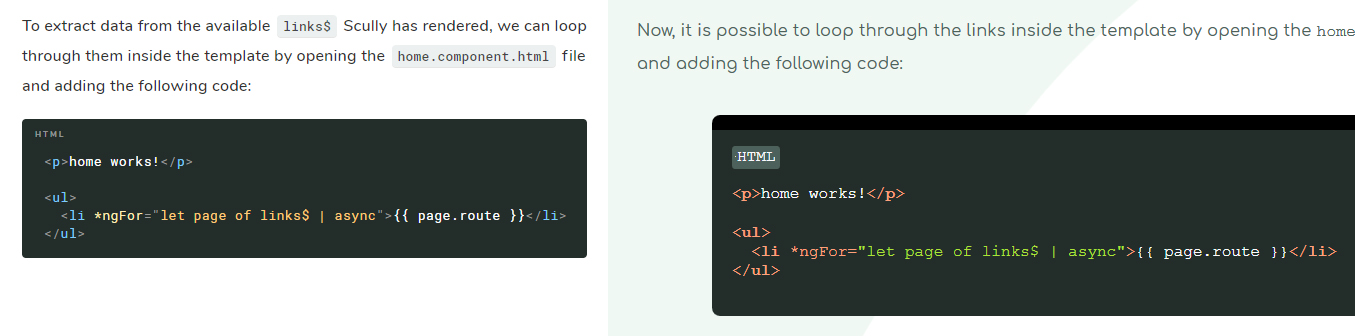 To extract data from the available links$ Scully has rendered, we can loop
through them inside the template by opening the home.component.html file
and adding the following code:
HTML
<p>home works!</p>
<ul>
  <li *ngFor="let page of links$ | async">{{ page.route }}</li>
</ul>
Now, it is possible to loop through the links inside the template by opening the home
and adding the following code:
HTML
<p>home works!</p>
<ul>
  <li *ngFor="let page of links$ | async">{{ page.route }}</li>
</ul>